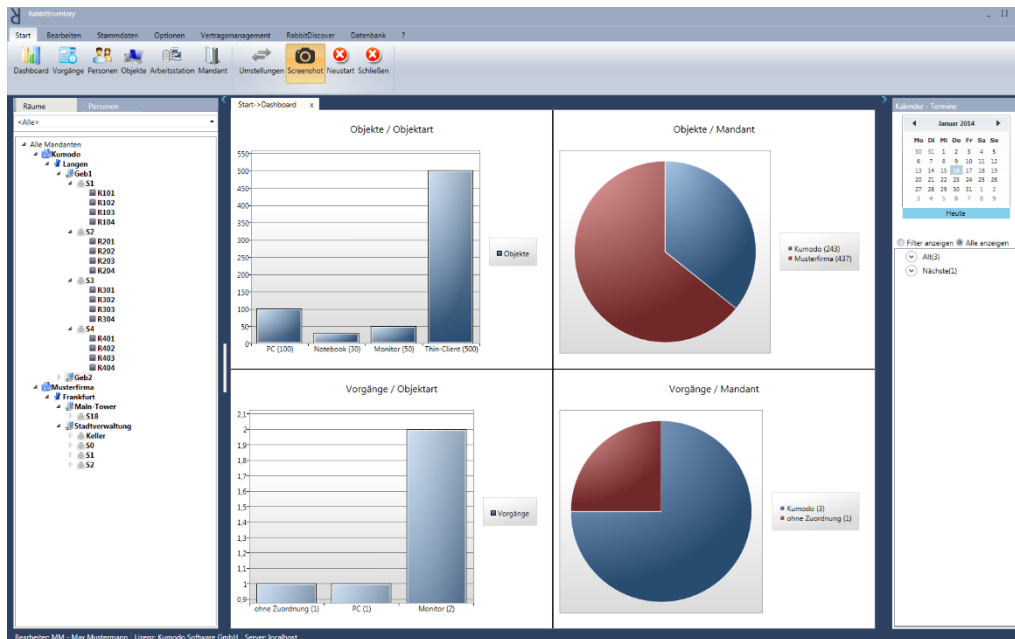 RabbitInventory
Start Bearbeiten Stammdaten Optionen Vertragsmanagement RabbitDiscover Datenbank ?
Dashboard Vorgänge Personen Objekte Arbeitsstation Mandant Umstellungen Screenshot Neustart Schließen
Räume Personen
<Alle>
Alle Mandanten
Kumodo
Langen
Geb1
S1
R101
R102
R103
R104
S2
R201
R202
R203
R204
S3
R301
R302
R303
R304
S4
R401
R402
R403
R404
Geb2
Musterfirma
Frankfurt
Main-Tower
S18
Stadtverwaltung
Keller
S0
S1
S2
Start->Dashboard x
Objekte / Objektart
550
500
450
400
350
300
250
200
150
100
50
0
PC (100) Notebook (30) Monitor (50) Thin-Client (500)
Objekte
Objekte / Mandant
Kumodo (243)
Musterfirma (437)
Vorgänge / Objektart
2,1
2
1,9
1,8
1,7
1,6
1,5
1,4
1,3
1,2
1,1
1
0,9
ohne Zuordnung (1) PC (1) Monitor (2)
Vorgänge
Vorgänge / Mandant
Kumodo (3)
ohne Zuordnung (1)
Kalender - Termine
Januar 2014
Mo Di Mi Do Fr Sa So
30 31 1 2 3 4 5
6 7 8 9 10 11 12
13 14 15 16 17 18 19
20 21 22 23 24 25 26
27 28 29 30 31 1 2
3 4 5 6 7 8 9
Heute
Filter anzeigen Alle anzeigen
Alt(3)
Nächste(1)
Bearbeiter: MM - Max Mustermann Lizenz: Kumodo Software GmbH Server: localhost